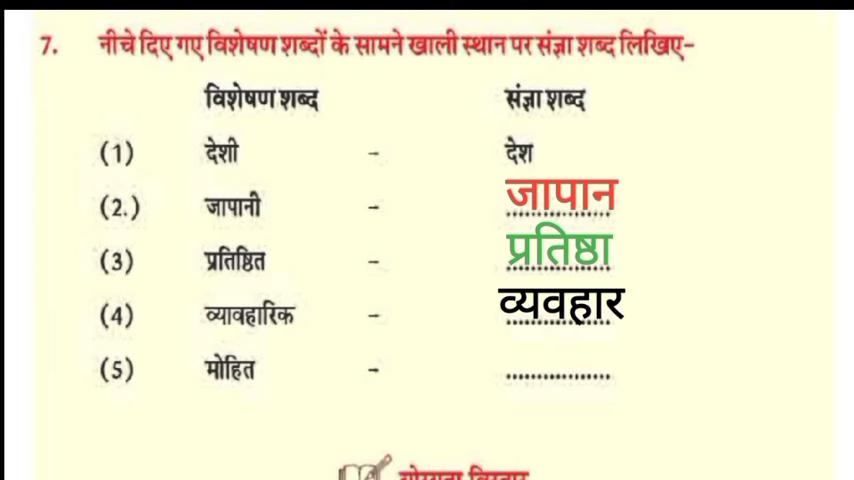 7. नीचे दिए गए विशेषण शब्दों के सामने खाली स्थान पर संज्ञा शब्द लिखिए-
विशेषण शब्द संज्ञा शब्द
(1) देशी - देश
(2.) जापानी - जापान
(3) प्रतिष्ठित - प्रतिष्ठा
(4) व्यावहारिक - व्यवहार
(5) मोहित - .................